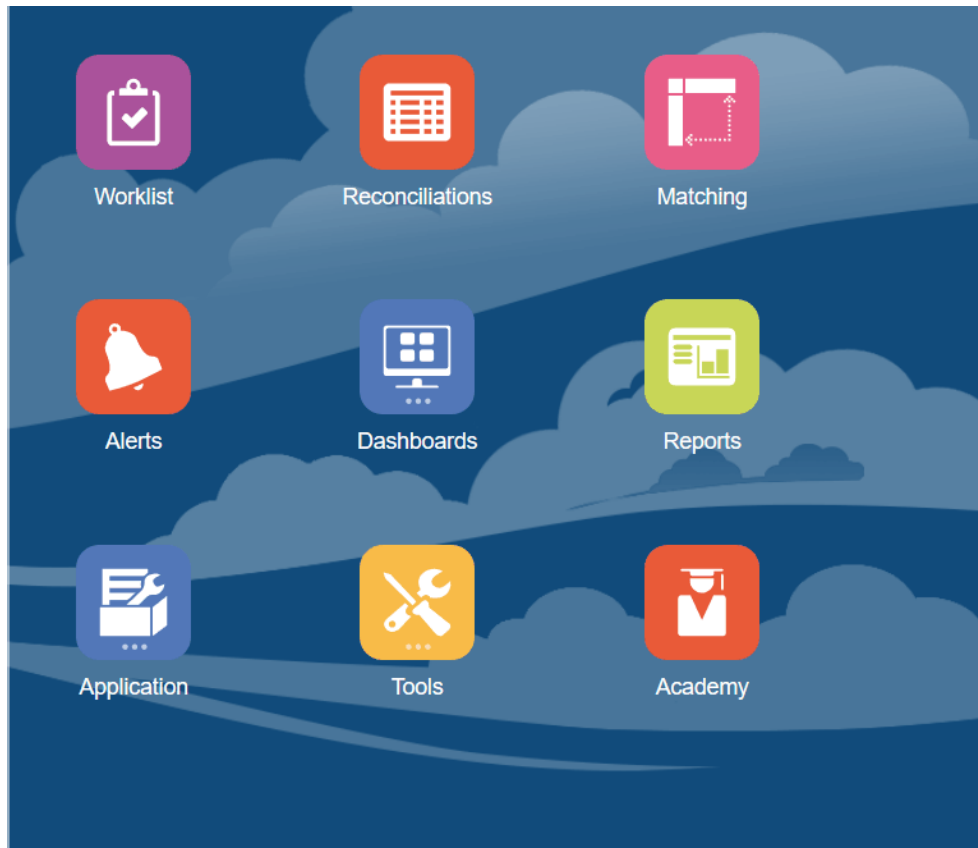 Worklist
Reconciliations
Matching
Alerts
Dashboards
Reports
Application
Tools
Academy